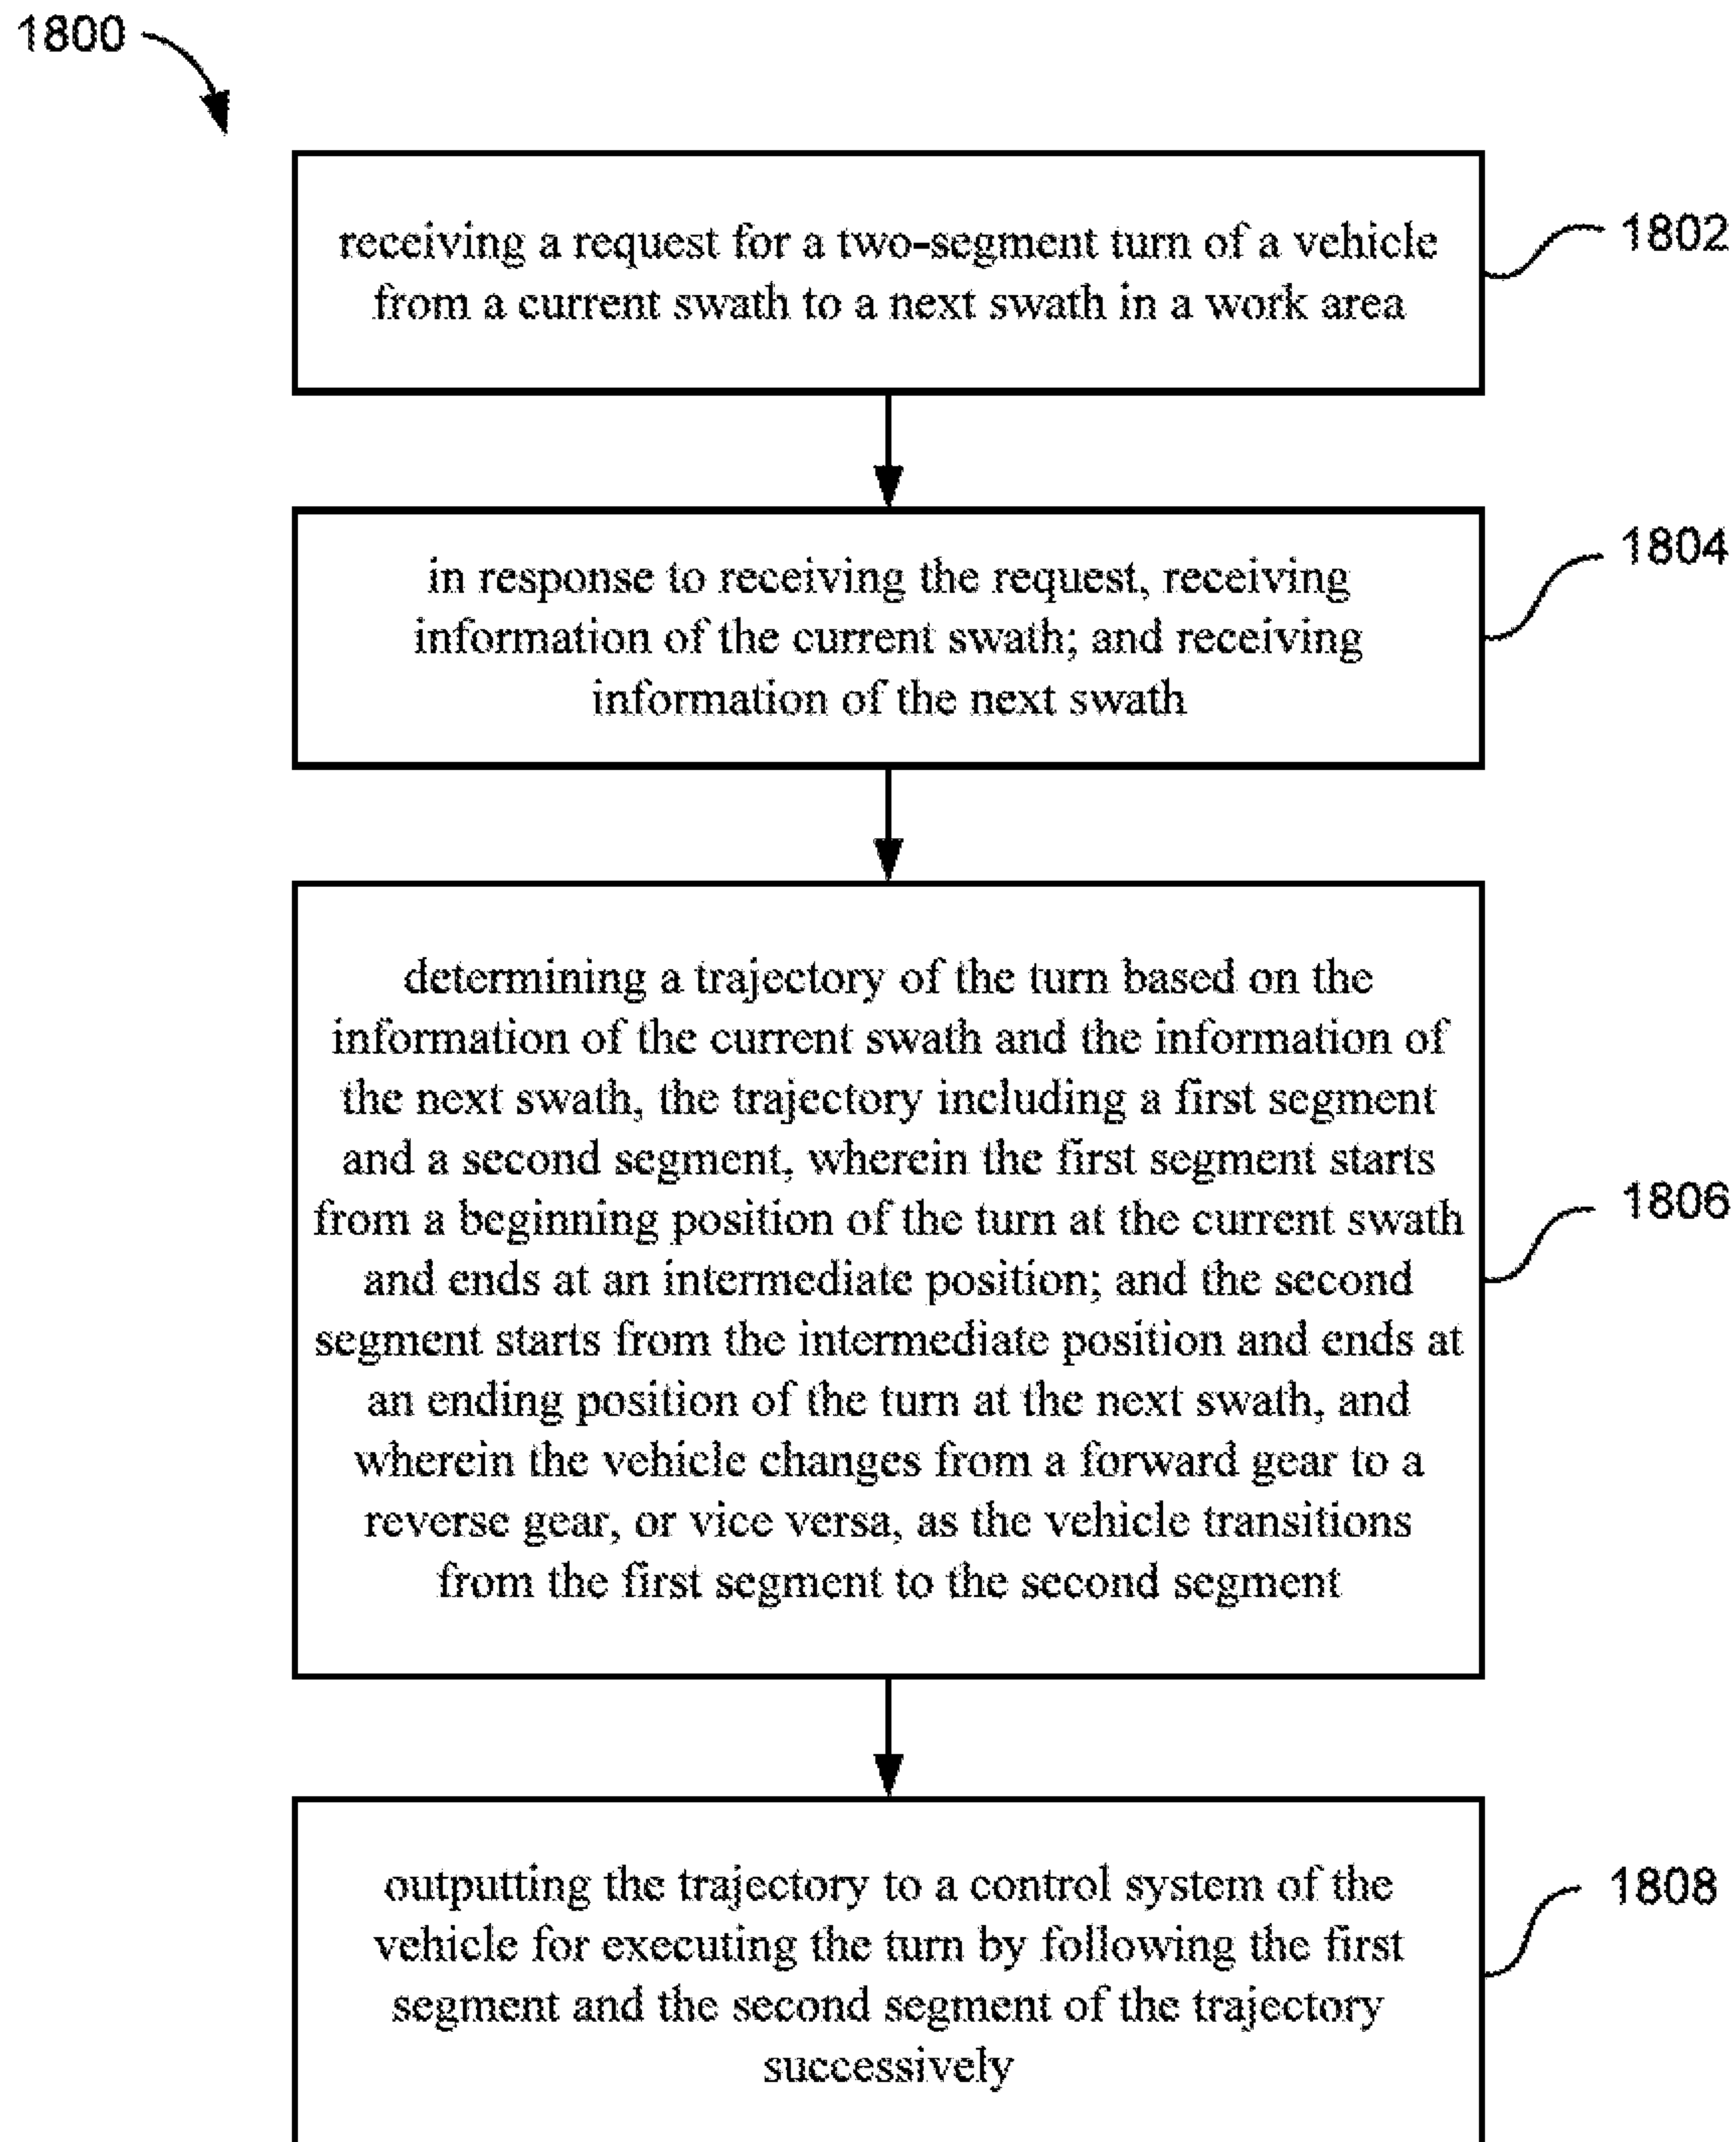 1800
receiving a request for a two-segment turn of a vehicle
from a current swath to a next swath in a work area
1802
in response to receiving the request, receiving
information of the current swath; and receiving
information of the next swath
1804
determining a trajectory of the turn based on the
information of the current swath and the information of
the next swath, the trajectory including a first segment
and a second segment, wherein the first segment starts
from a beginning position of the turn at the current swath
and ends at an intermediate position; and the second
segment starts from the intermediate position and ends at
an ending position of the turn at the next swath, and
wherein the vehicle changes from a forward gear to a
reverse gear, or vice versa, as the vehicle transitions
from the first segment to the second segment
1806
outputting the trajectory to a control system of the
vehicle for executing the turn by following the first
segment and the second segment of the trajectory
successively
1808